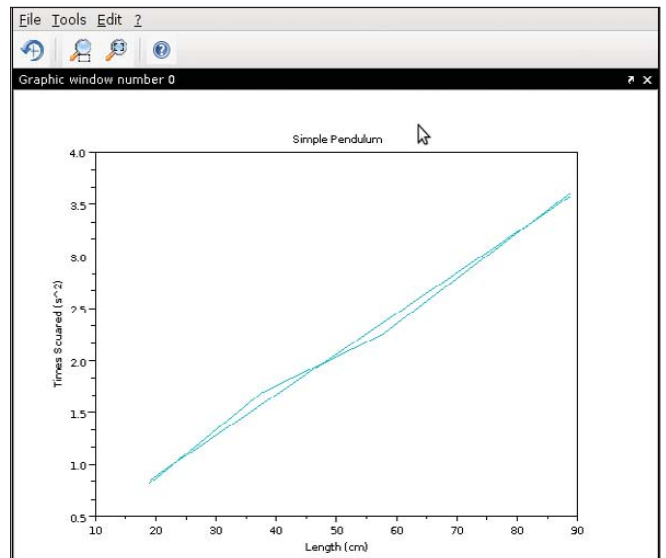 File Tools Edit ?
Graphic window number 0
Simple Pendulum
4.0
3.5
3.0
2.5
2.0
1.5
1.0
0.5
Times Scuared (s^2)
10 20 30 40 50 60 70 80 90
Length (cm)